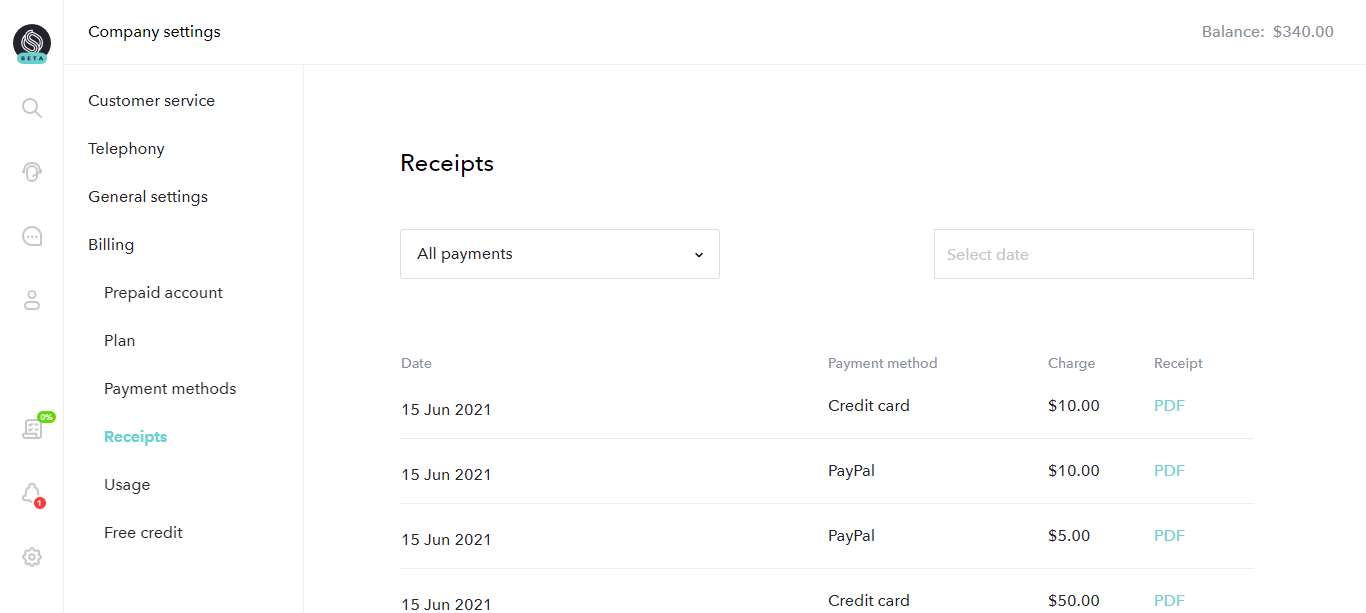 Company settings
Balance: $340.00
BETA
Customer service
Telephony
General settings
Billing
Prepaid account
Plan
Payment methods
Receipts
Usage
Free credit
0%
1
Receipts
All payments
Select date
Date Payment method Charge Receipt
15 Jun 2021 Credit card $10.00 PDF
15 Jun 2021 PayPal $10.00 PDF
15 Jun 2021 PayPal $5.00 PDF
15 Jun 2021 Credit card $50.00 PDF